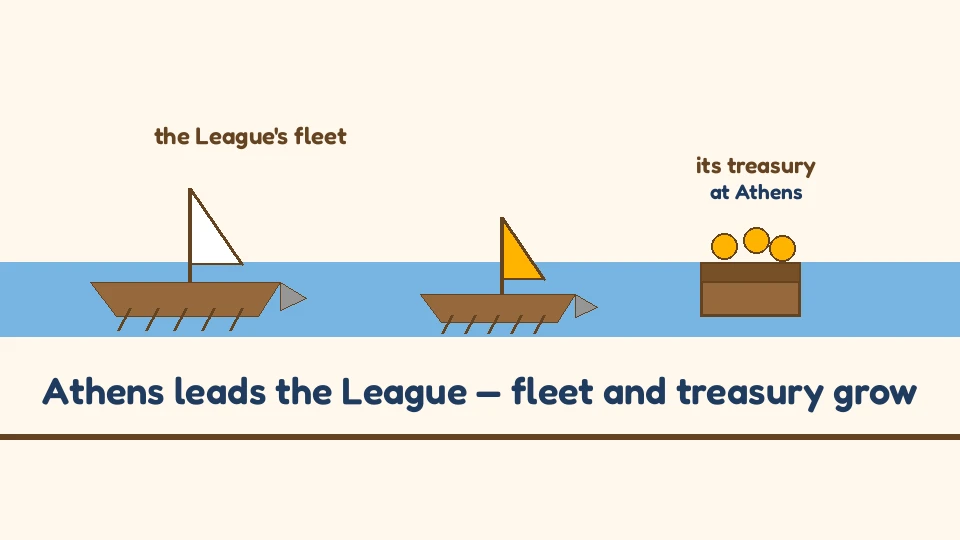 the League's fleet
its treasury
at Athens
Athens leads the League — fleet and treasury grow